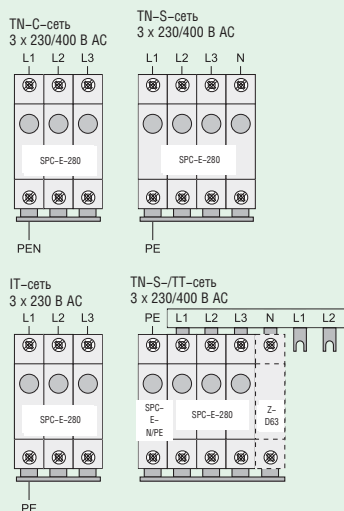 TN-C-сеть
3 x 230/400 В AC
L1 L2 L3
SPC-E-280
PEN
TN-S-сеть
3 x 230/400 В AC
L1 L2 L3 N
SPC-E-280
PE
IT-сеть
3 x 230 В AC
L1 L2 L3
SPC-E-280
PE
TN-S-/TT-сеть
3 x 230/400 В AC
PE L1 L2 L3 N L1 L2
SPC-
E-
N/PE
SPC-E-280
Z-
D63